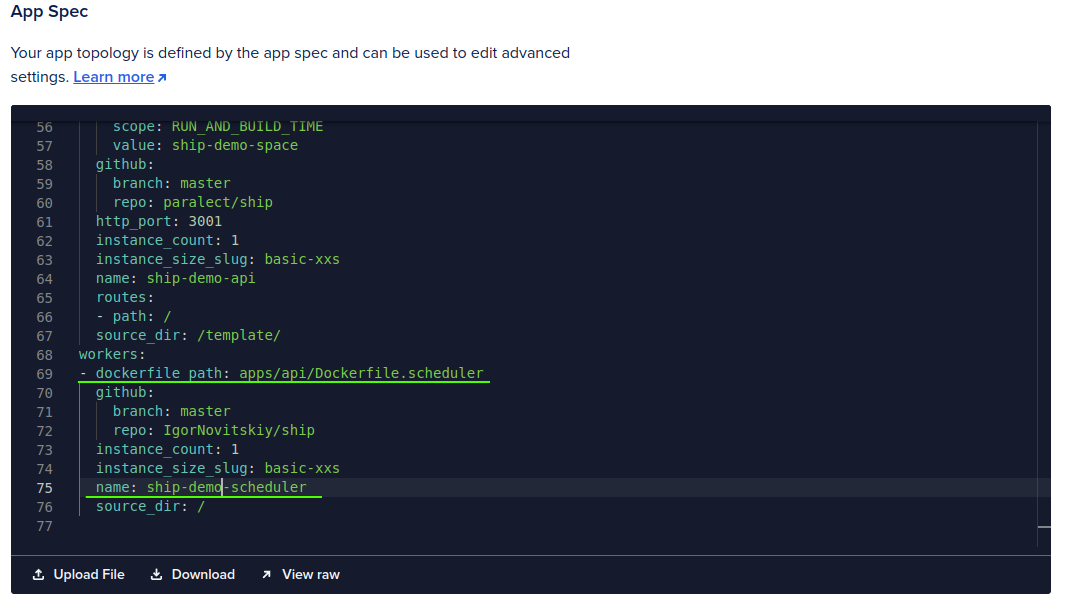 App Spec
Your app topology is defined by the app spec and can be used to edit advanced
settings. Learn more
56 scope: RUN_AND_BUILD_TIME
57 value: ship-demo-space
58 github:
59 branch: master
60 repo: paralect/ship
61 http_port: 3001
62 instance_count: 1
63 instance_size_slug: basic-xxs
64 name: ship-demo-api
65 routes:
66 - path: /
67 source_dir: /template/
68 workers:
69 - dockerfile_path: apps/api/Dockerfile.scheduler
70 github:
71 branch: master
72 repo: IgorNovitskiy/ship
73 instance_count: 1
74 instance_size_slug: basic-xxs
75 name: ship-demo-scheduler
76 source_dir: /
77
Upload File Download View raw